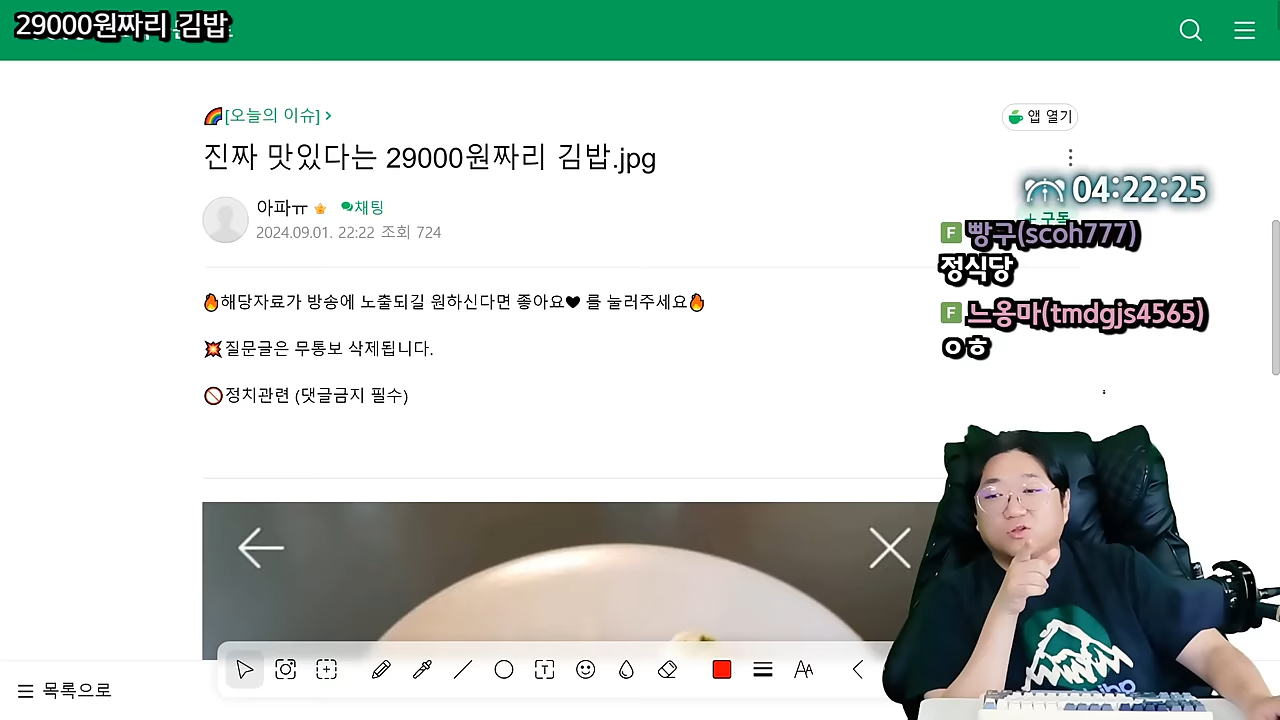 29000원짜리 김밥
🌈[오늘의 이슈] >
앱 열기
진짜 맛있다는 29000원짜리 김밥.jpg
아파ㅠ 채팅
2024.09.01. 22:22 조회 724
04:22:25
+ 구독
F 빵구(scoh777)
정식당
F 느옹마(tmdgjs4565)
ㅇㅎ
🔥해당자료가 방송에 노출되길 원하신다면 좋아요♥ 를 눌러주세요🔥
💥질문글은 무통보 삭제됩니다.
🚫정치관련 (댓글금지 필수)
목록으로